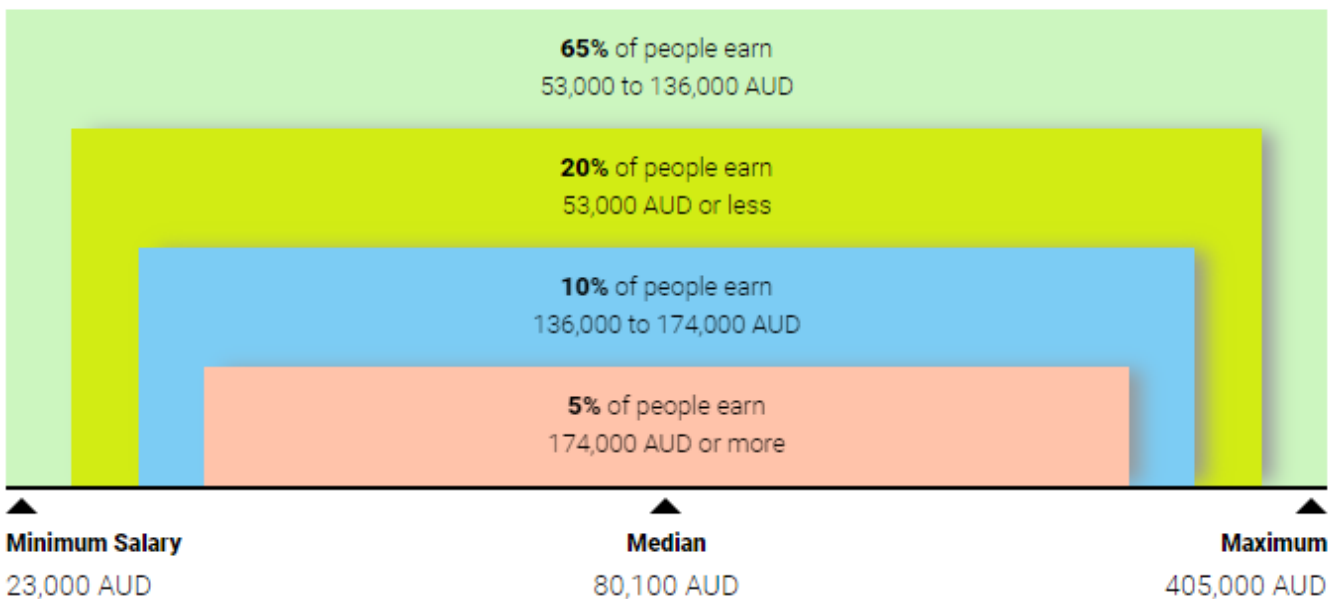 65% of people earn
53,000 to 136,000 AUD
20% of people earn
53,000 AUD or less
10% of people earn
136,000 to 174,000 AUD
5% of people earn
174,000 AUD or more
Minimum Salary Median Maximum
23,000 AUD 80,100 AUD 405,000 AUD